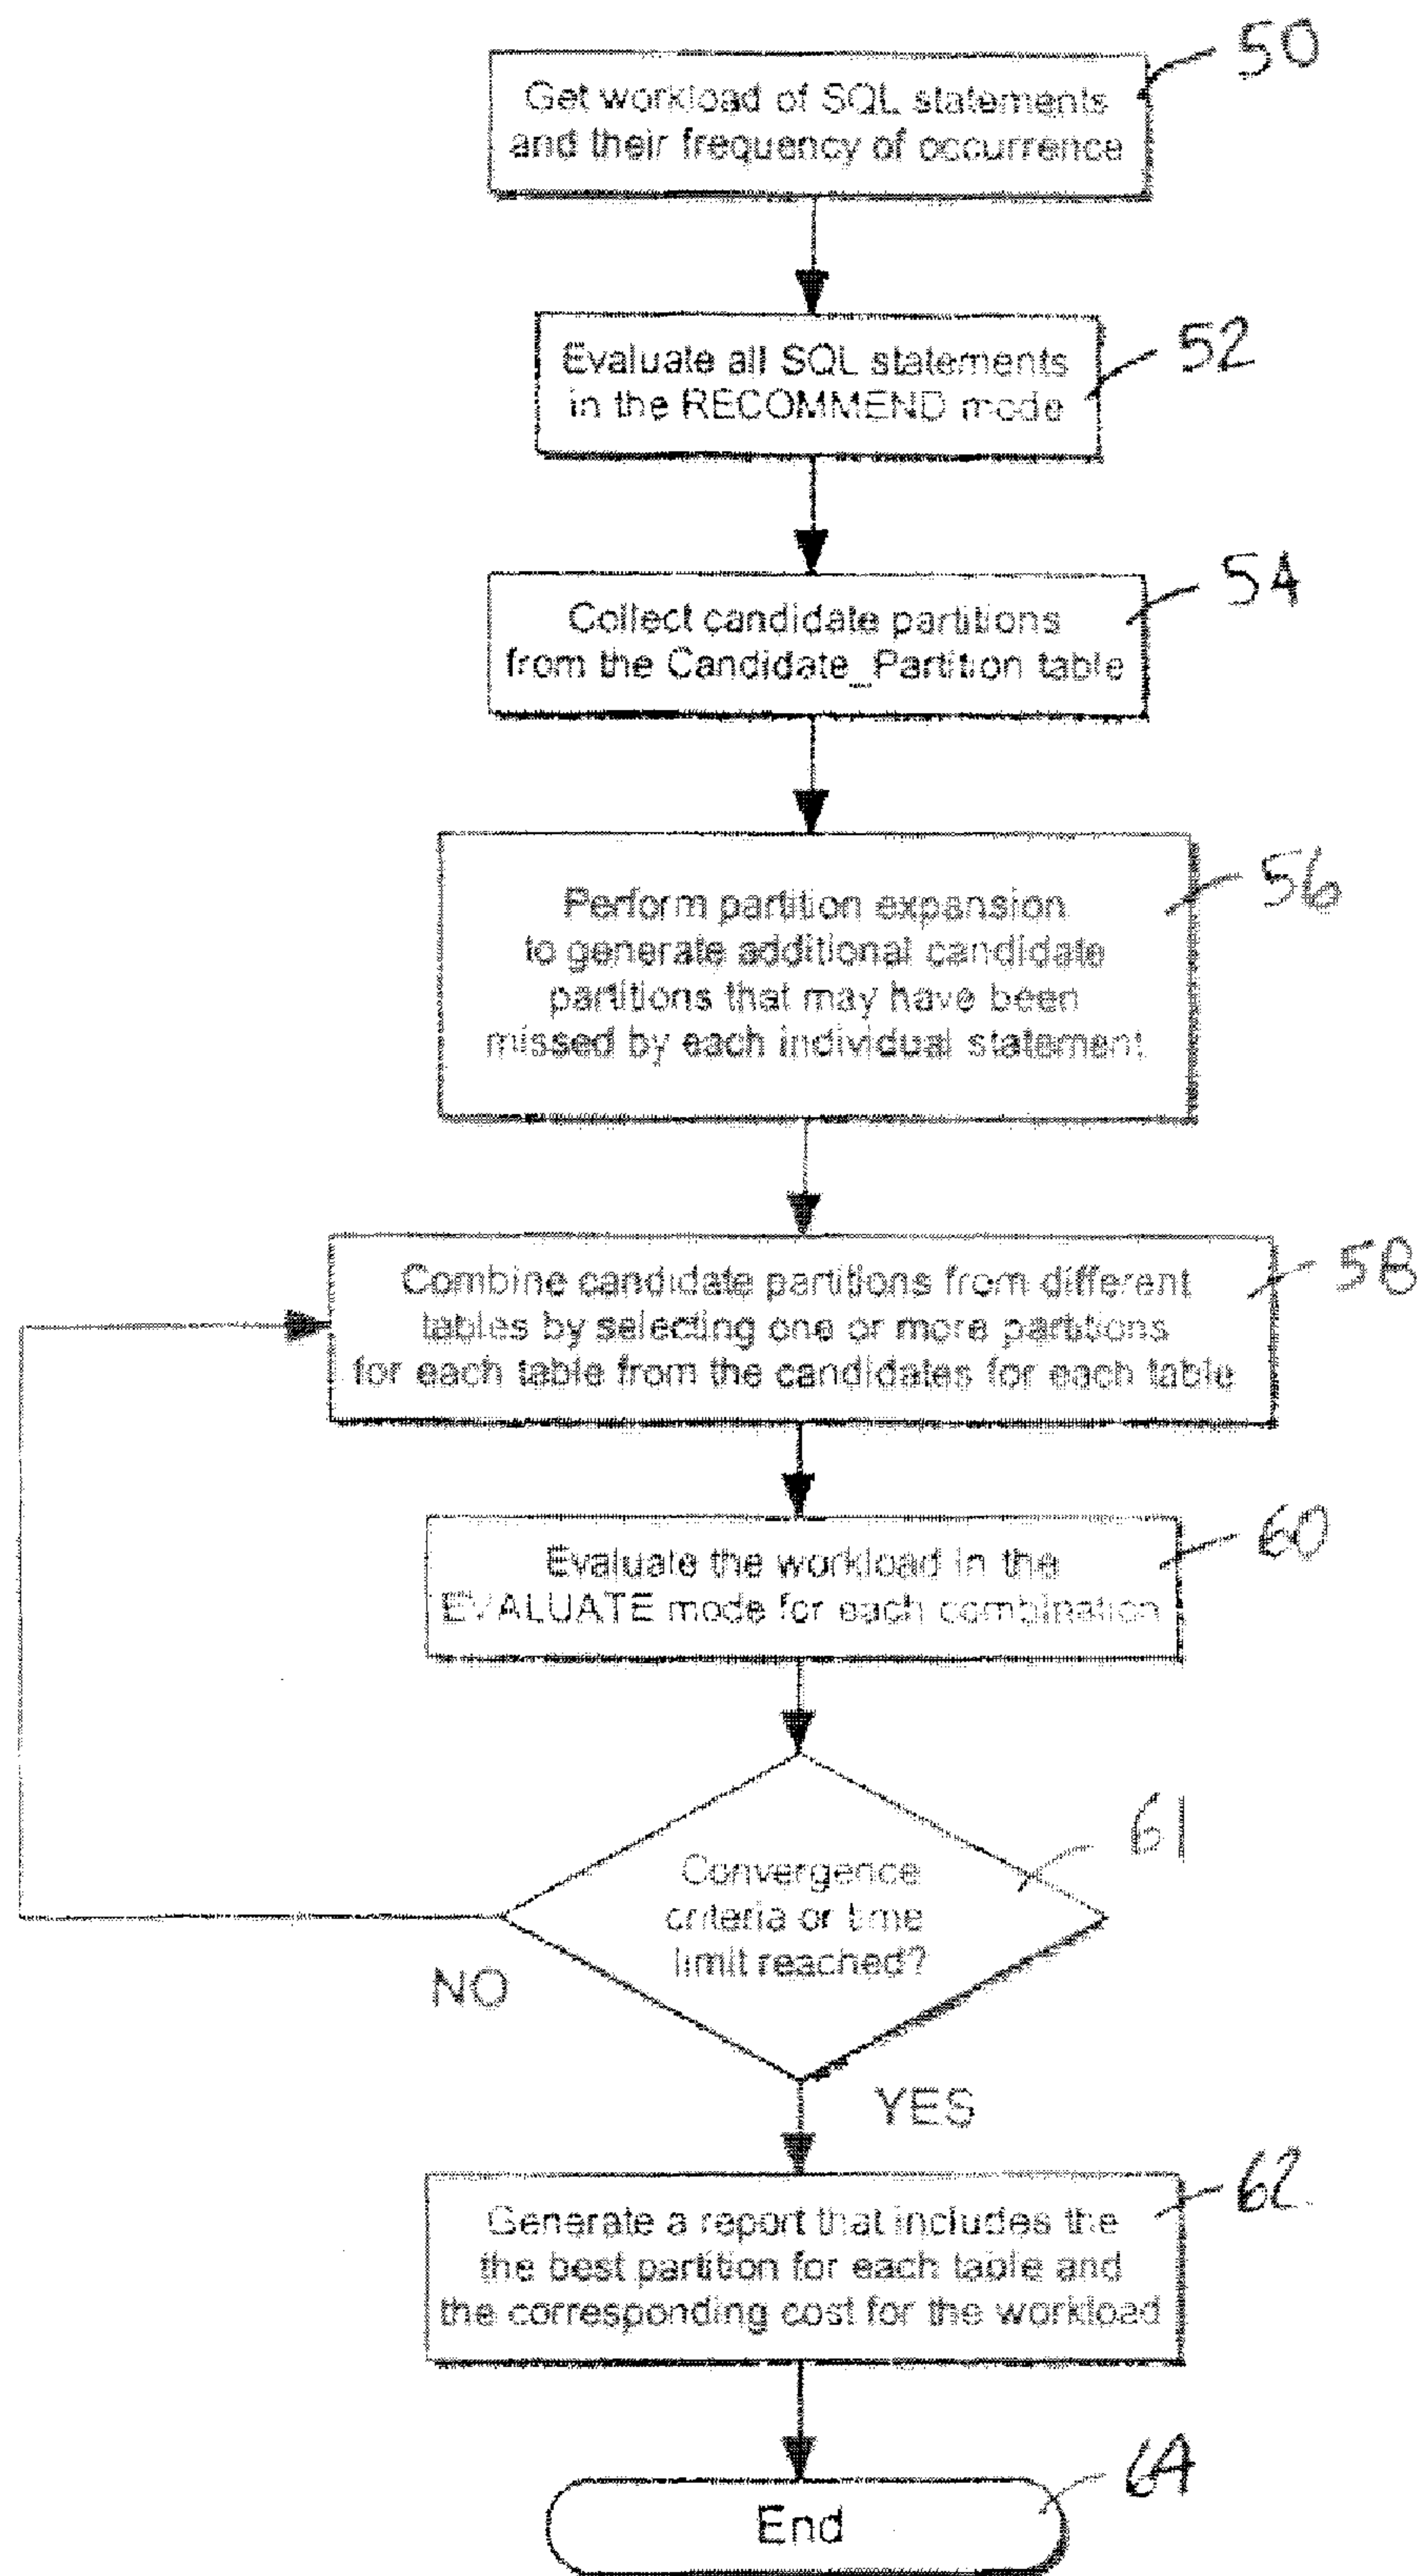 50
Get workload of SQL statements
and their frequency of occurrence
52
Evaluate all SQL statements
in the RECOMMEND mode
54
Collect candidate partitions
from the Candidate_Partition table
56
Perform partition expansion
to generate additional candidate
partitions that may have been
missed by each individual statement
58
Combine candidate partitions from different
tables by selecting one or more partitions
for each table from the candidates for each table
60
Evaluate the workload in the
EVALUATE mode for each combination
61
Convergence
criteria or time
limit reached?
NO
YES
62
Generate a report that includes the
the best partition for each table and
the corresponding cost for the workload
64
End